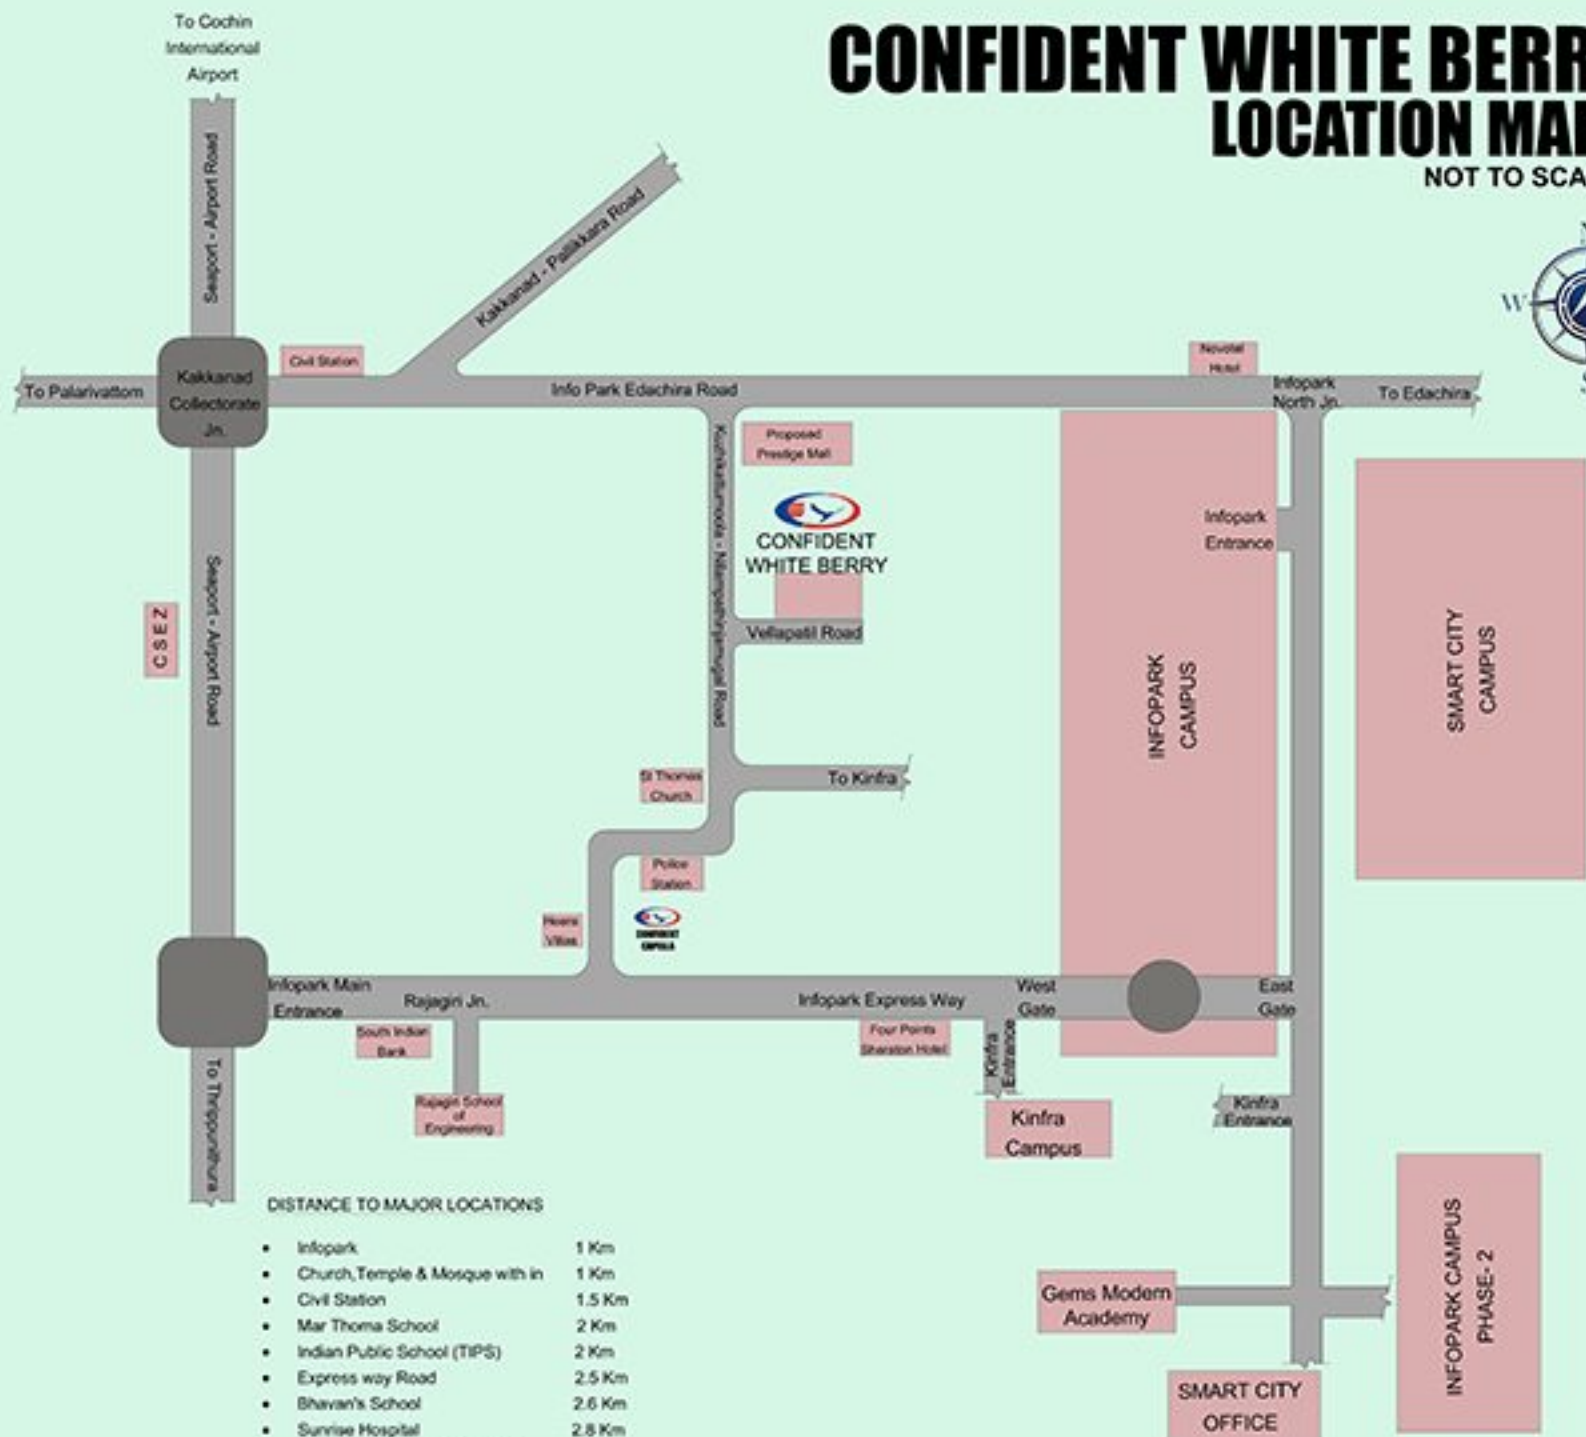 To Cochin
International
Airport
CONFIDENT WHITE BERR
LOCATION MAP
NOT TO SCA
Seaport - Airport Road
Kakkanad - Pallikkara Road
W
Civil Station
Novotel
Hotel
To Palarivattom
Kakkanad
Collectorate
Jn.
Info Park Edachira Road
Infopark
North Jn.
To Edachira
Proposed
Prestige Mall
CONFIDENT
WHITE BERRY
Infopark
Entrance
Vellapatil Road
CSEZ
Seaport - Airport Road
INFOPARK
CAMPUS
SMART CITY
CAMPUS
St Thomas
Church
To Kinfra
Police
Station
Heera
Villas
CONFIDENT
Infopark Main
Entrance
Rajagiri Jn.
Infopark Express Way
West
Gate
East
Gate
South Indian
Bank
Four Points
Sheraton Hotel
Kinfra
Entrance
Rajagiri School
of
Engineering
Kinfra
Campus
Kinfra
Entrance
To Thrippunithura
DISTANCE TO MAJOR LOCATIONS
• Infopark 1 Km
• Church,Temple & Mosque with in 1 Km
• Civil Station 1.5 Km
• Mar Thoma School 2 Km
• Indian Public School (TIPS) 2 Km
• Express way Road 2.5 Km
• Bhavan's School 2.6 Km
• Sunrise Hospital 2.8 Km
Gems Modern
Academy
INFOPARK CAMPUS
PHASE- 2
SMART CITY
OFFICE